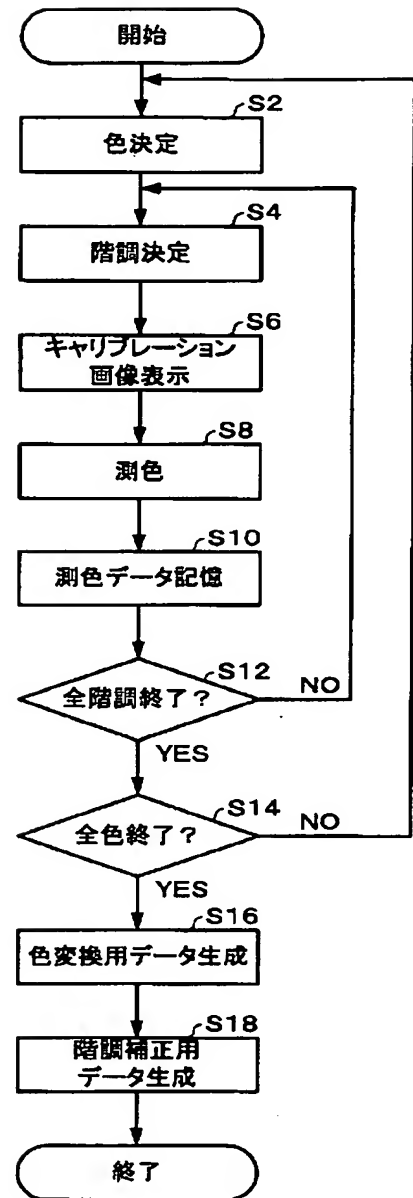 開始
S2
色決定
S4
階調決定
S6
キャリブレーション
画像表示
S8
測色
S10
測色データ記憶
S12
全階調終了？
NO
YES
S14
全色終了？
NO
YES
S16
色変換用データ生成
S18
階調補正用
データ生成
終了